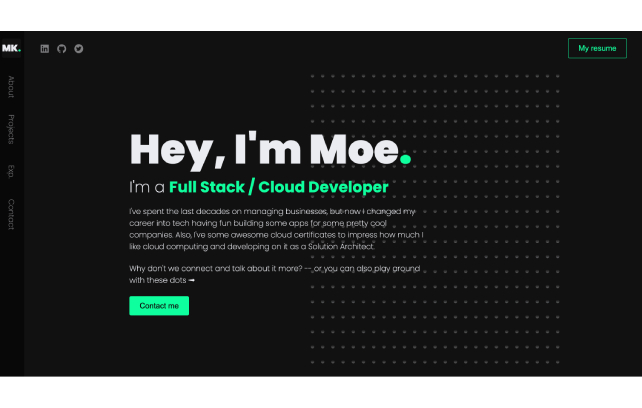 MK.
My resume
About
Projects
Exp.
Contact
Hey, I'm Moe.
I'm a Full Stack / Cloud Developer
I've spent the last decades on managing businesses, but now I changed my
career into tech having fun building some apps for some pretty cool
companies. Also, I've some awesome cloud certificates to impress how much I
like cloud computing and developing on it as a Solution Architect.
Why don't we connect and talk about it more? -- or you can also play around
with these dots ➞
Contact me